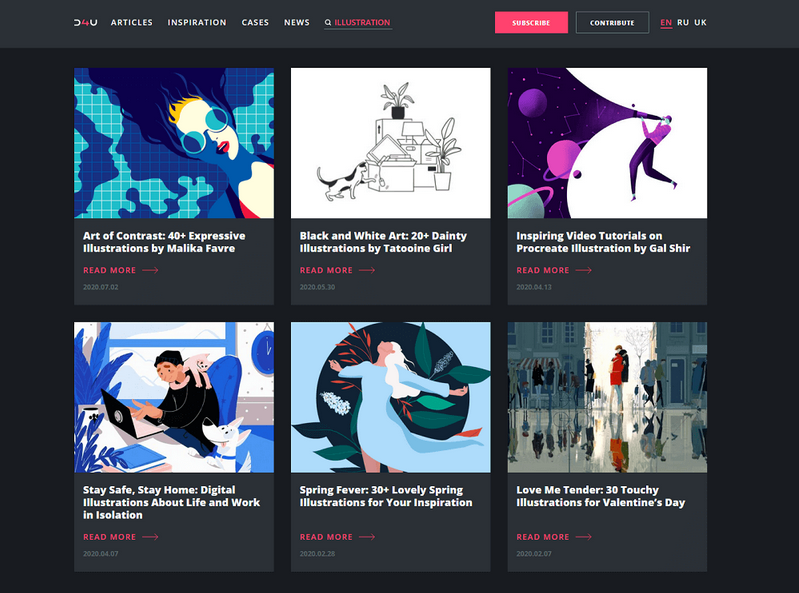 D4U ARTICLES INSPIRATION CASES NEWS ILLUSTRATION SUBSCRIBE CONTRIBUTE EN RU UK
Art of Contrast: 40+ Expressive
Illustrations by Malika Favre
READ MORE
2020.07.02
Black and White Art: 20+ Dainty
Illustrations by Tatooine Girl
READ MORE
2020.05.30
Inspiring Video Tutorials on
Procreate Illustration by Gal Shir
READ MORE
2020.04.13
Stay Safe, Stay Home: Digital
Illustrations About Life and Work
in Isolation
READ MORE
2020.04.07
Spring Fever: 30+ Lovely Spring
Illustrations for Your Inspiration
READ MORE
2020.02.28
Love Me Tender: 30 Touchy
Illustrations for Valentine's Day
READ MORE
2020.02.07